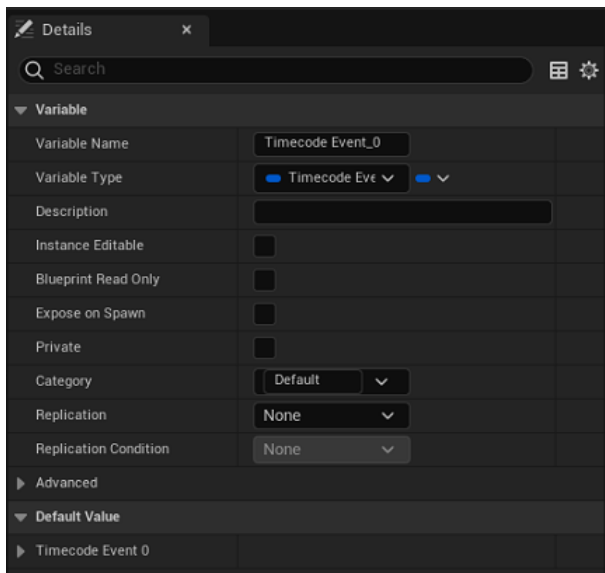 Details
Search
Variable
Variable Name Timecode Event_0
Variable Type Timecode Eve
Description
Instance Editable
Blueprint Read Only
Expose on Spawn
Private
Category Default
Replication None
Replication Condition None
Advanced
Default Value
Timecode Event 0